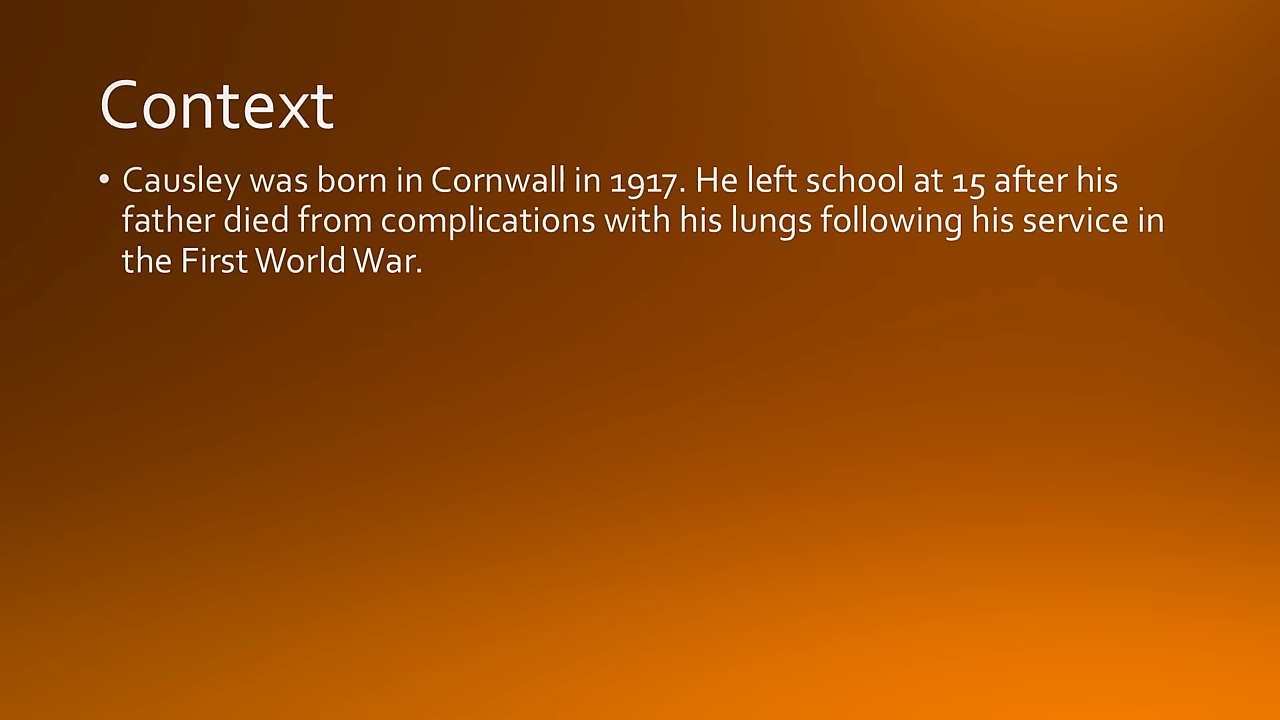 Context
• Causley was born in Cornwall in 1917. He left school at 15 after his
father died from complications with his lungs following his service in
the First World War.